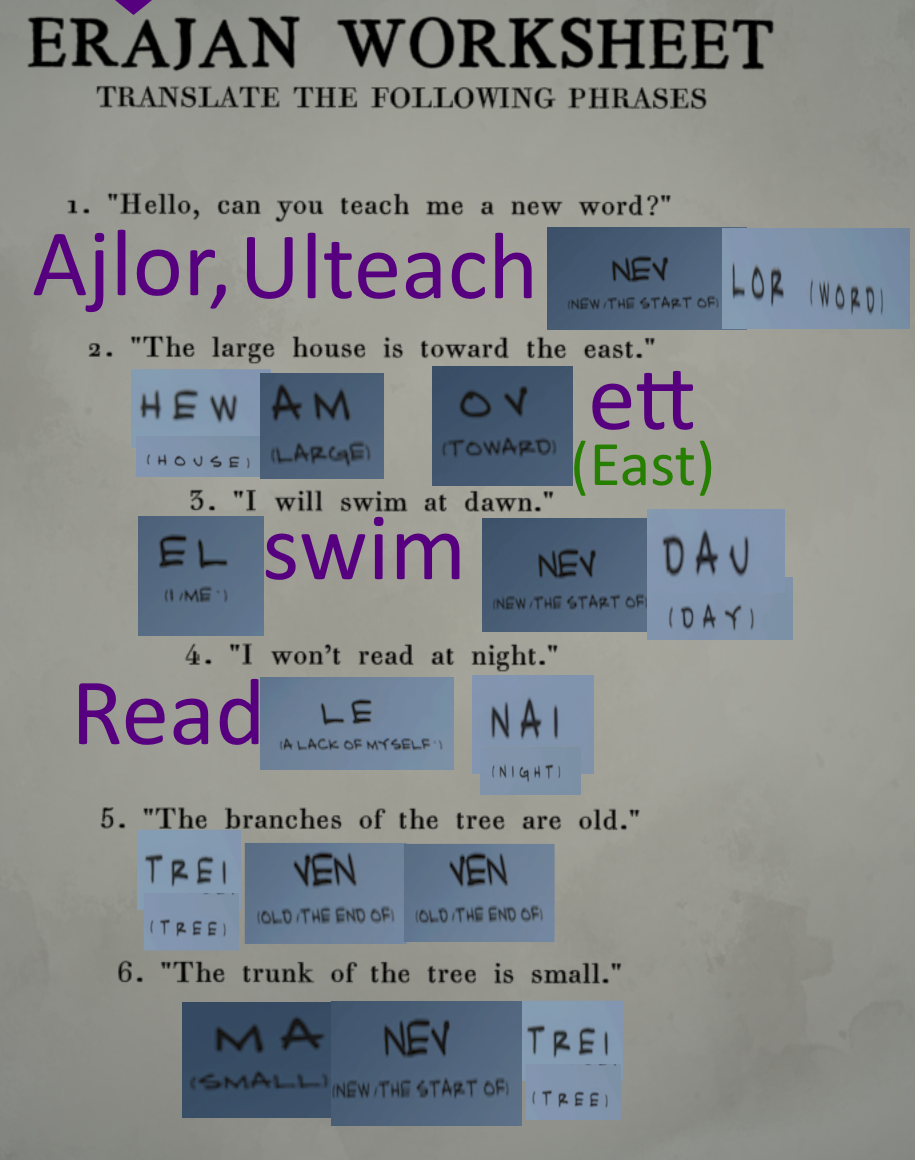 ERAJAN WORKSHEET
TRANSLATE THE FOLLOWING PHRASES
1. "Hello, can you teach me a new word?"
Ajlor, Ulteach NEV (NEW/THE START OF) LOR (WORD)
2. "The large house is toward the east."
HEW (HOUSE) AM (LARGE) OV (TOWARD) ett (East)
3. "I will swim at dawn."
EL (I/ME) swim NEV (NEW/THE START OF) DAU (DAY)
4. "I won't read at night."
Read LE (A LACK OF MYSELF) NAI (NIGHT)
5. "The branches of the tree are old."
TREI (TREE) VEN (OLD/THE END OF) VEN (OLD/THE END OF)
6. "The trunk of the tree is small."
MA (SMALL) NEV (NEW/THE START OF) TREI (TREE)